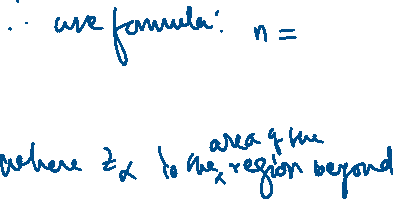 ∴ use formula: n =
where z_α is the area of the region beyond